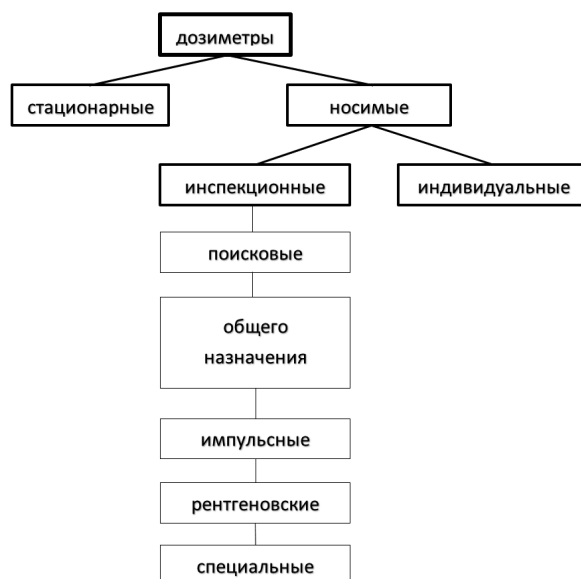 дозиметры
стационарные
носимые
инспекционные
индивидуальные
поисковые
общего
назначения
импульсные
рентгеновские
специальные